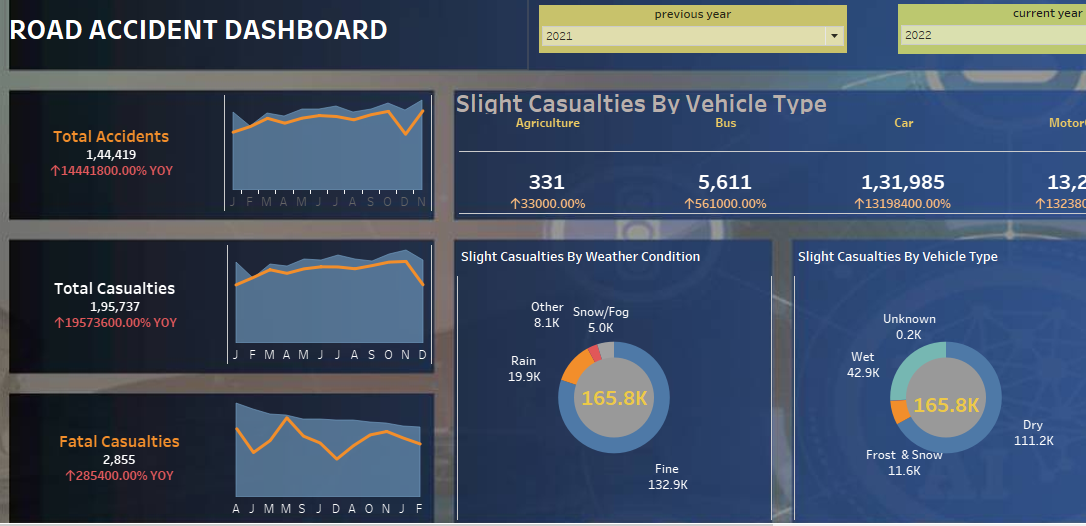 ROAD ACCIDENT DASHBOARD
previous year
2021
current year
2022
Total Accidents
1,44,419
↑14441800.00% YOY
J F M A M J J A S O D N
Slight Casualties By Vehicle Type
Agriculture Bus Car Motor
331 5,611 1,31,985 13,2
↑33000.00% ↑561000.00% ↑13198400.00% ↑132380
Total Casualties
1,95,737
↑19573600.00% YOY
J F M A M J J A S O N D
Fatal Casualties
2,855
↑285400.00% YOY
A J M M S J D A O N J F
Slight Casualties By Weather Condition
Other
8.1K
Snow/Fog
5.0K
Rain
19.9K
165.8K
Fine
132.9K
Slight Casualties By Vehicle Type
Unknown
0.2K
Wet
42.9K
165.8K
Dry
111.2K
Frost & Snow
11.6K